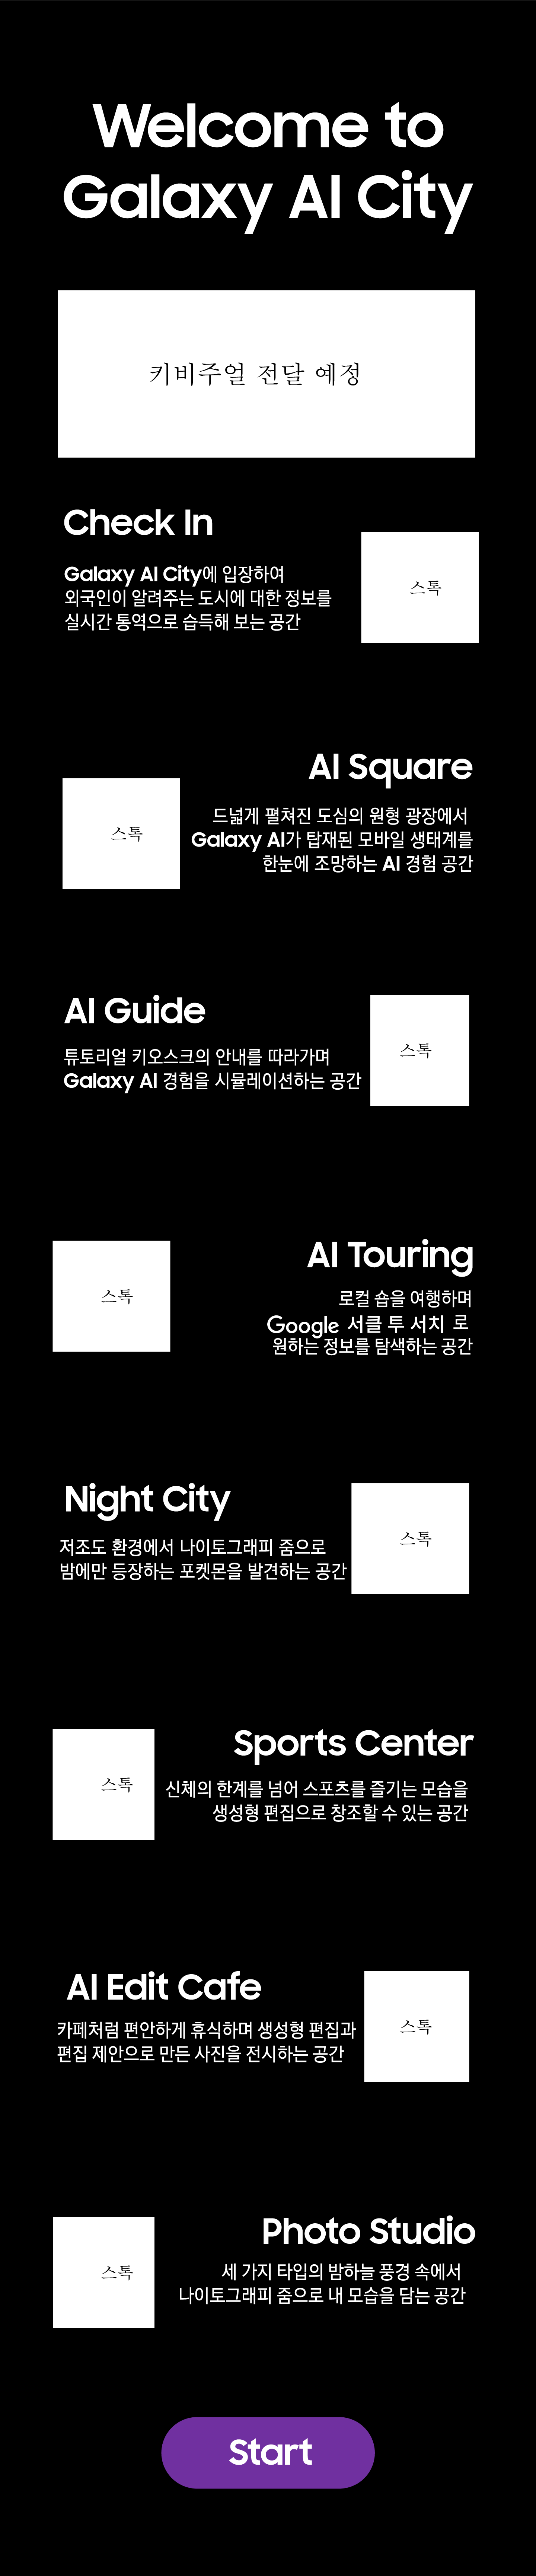 Welcome to
Galaxy AI City
키비주얼 전달 예정
Check In
Galaxy AI City에 입장하여
외국인이 알려주는 도시에 대한 정보를
실시간 통역으로 습득해 보는 공간
스톡
AI Square
드넓게 펼쳐진 도심의 원형 광장에서
Galaxy AI가 탑재된 모바일 생태계를
한눈에 조망하는 AI 경험 공간
스톡
AI Guide
튜토리얼 키오스크의 안내를 따라가며
Galaxy AI 경험을 시뮬레이션하는 공간
스톡
AI Touring
로컬 숍을 여행하며
Google 서클 투 서치 로
원하는 정보를 탐색하는 공간
스톡
Night City
저조도 환경에서 나이토그래피 줌으로
밤에만 등장하는 포켓몬을 발견하는 공간
스톡
Sports Center
신체의 한계를 넘어 스포츠를 즐기는 모습을
생성형 편집으로 창조할 수 있는 공간
스톡
AI Edit Cafe
카페처럼 편안하게 휴식하며 생성형 편집과
편집 제안으로 만든 사진을 전시하는 공간
스톡
Photo Studio
세 가지 타입의 밤하늘 풍경 속에서
나이토그래피 줌으로 내 모습을 담는 공간
스톡
Start